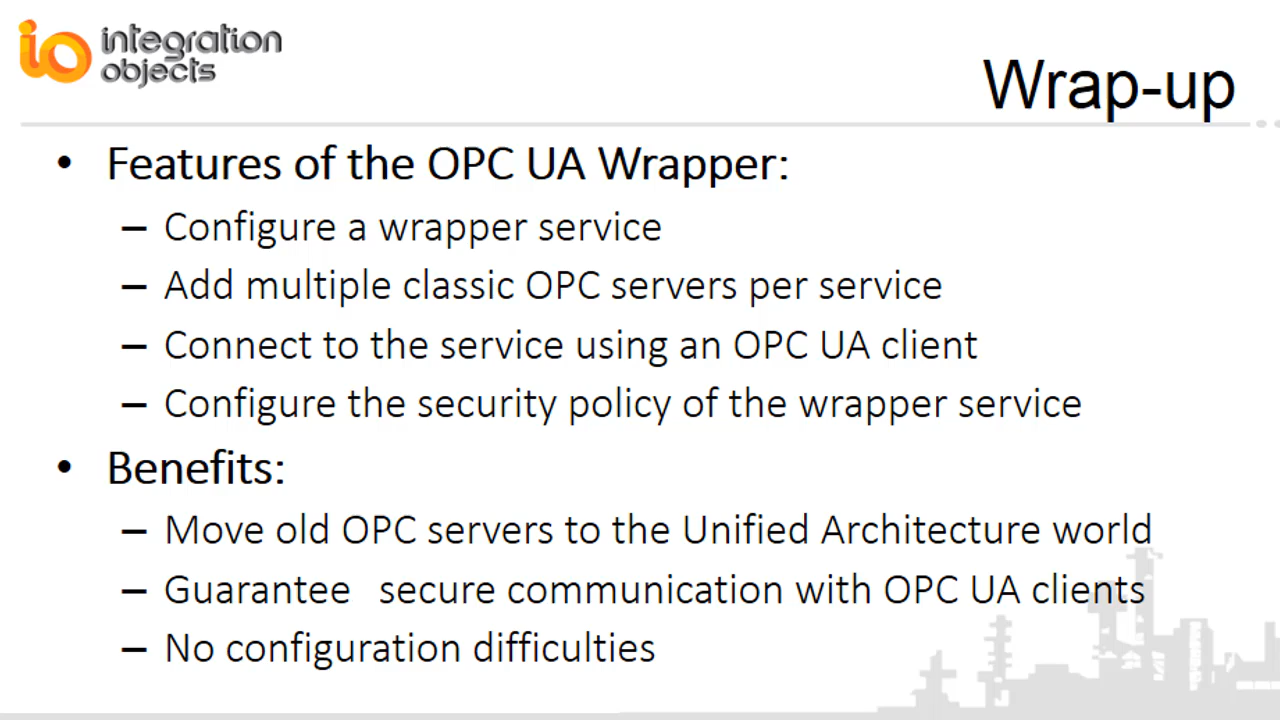 integration
objects
Wrap-up
• Features of the OPC UA Wrapper:
– Configure a wrapper service
– Add multiple classic OPC servers per service
– Connect to the service using an OPC UA client
– Configure the security policy of the wrapper service
• Benefits:
– Move old OPC servers to the Unified Architecture world
– Guarantee secure communication with OPC UA clients
– No configuration difficulties